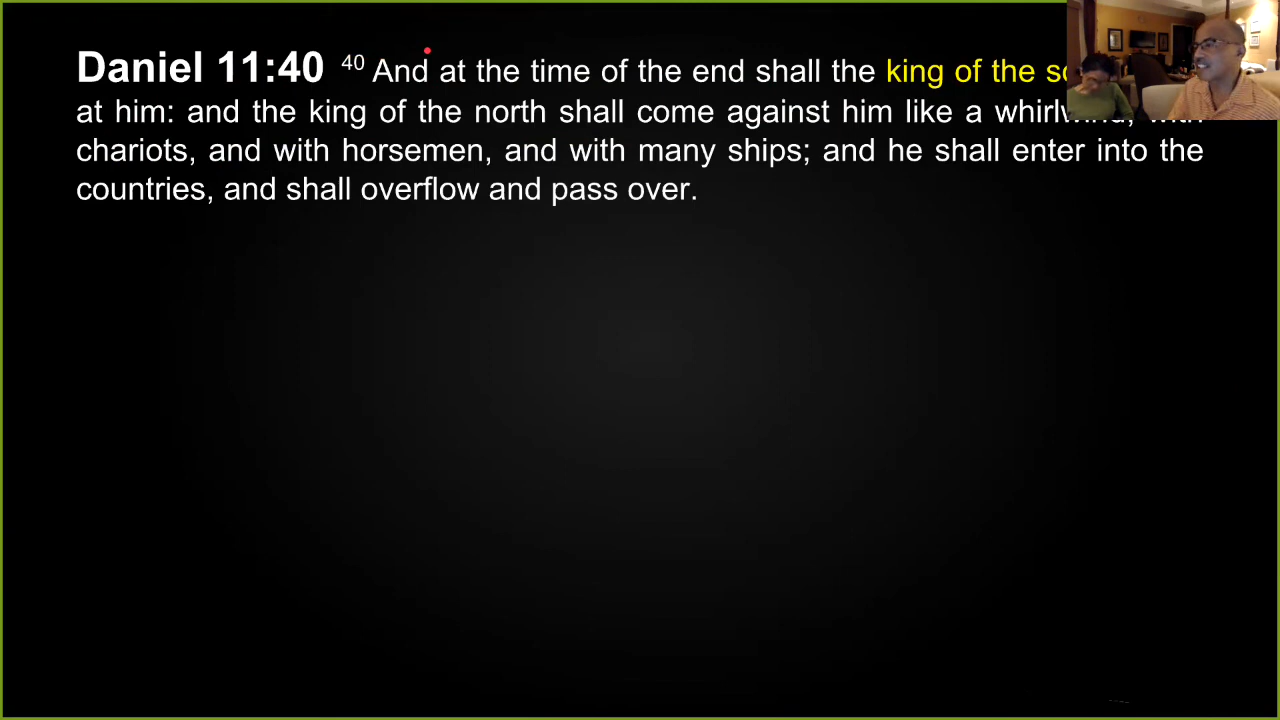 Daniel 11:40 40 And at the time of the end shall the king of the
at him: and the king of the north shall come against him like a whirlwind, with
chariots, and with horsemen, and with many ships; and he shall enter into the
countries, and shall overflow and pass over.